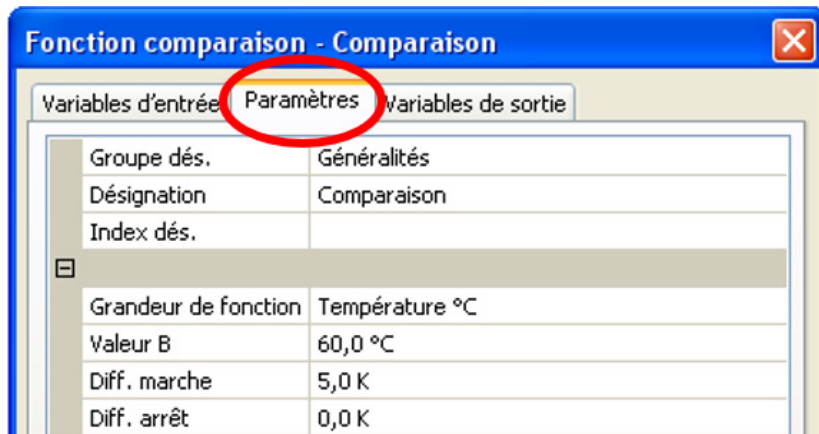 Fonction comparaison - Comparaison
Variables d'entrée Paramètres Variables de sortie
Groupe dés. Généralités
Désignation Comparaison
Index dés.
Grandeur de fonction Température °C
Valeur B 60,0 °C
Diff. marche 5,0 K
Diff. arrêt 0,0 K